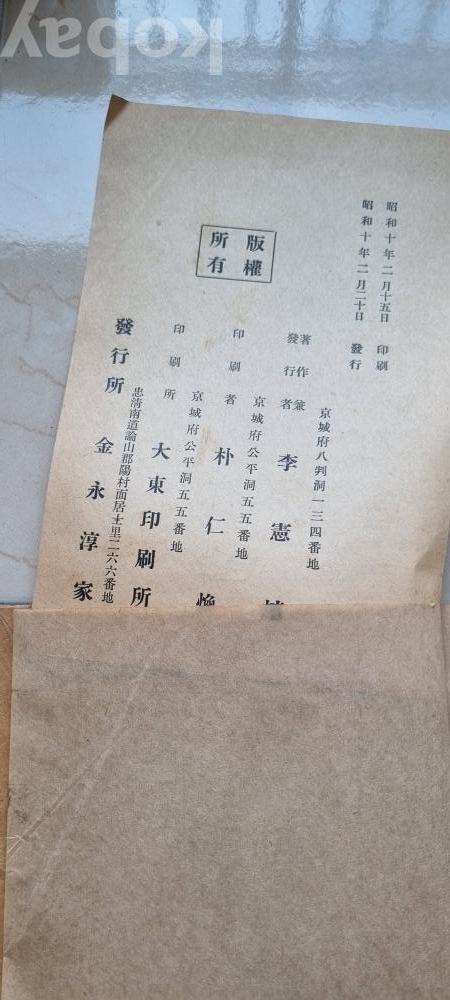 kobay
昭和十年二月十五日 印刷
昭和十年二月二十日 發行
版權
所有
京城府八判洞一三四番地
著作兼
發行者 李憲
京城府公平洞五五番地
印刷者 朴仁煥
京城府公平洞五五番地
印刷所 大東印刷所
忠清南道論山郡陽村面居士里二六六番地
發行所 金永淳家